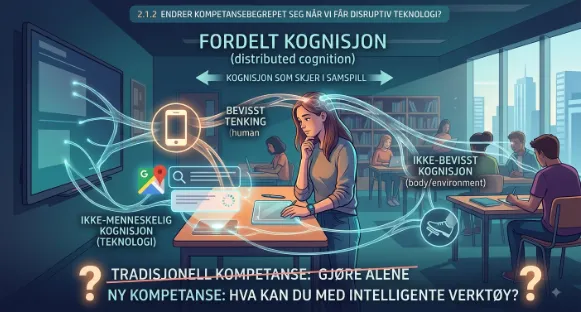 2.1.2 ENDRER KOMPETANSEBEGREPET SEG NÅR VI FÅR DISRUPTIV TEKNOLOGI?
FORDELT KOGNISJON
(distributed cognition)
KOGNISJON SOM SKJER I SAMSPILL
BEVISST
TENKING
(human
IKKE-BEVISST
KOGNISJON
(body/environment)
IKKE-MENNESKELIG
KOGNISJON
(TEKNOLOGI)
? TRADISJONELL KOMPETANSE: GJØRE ALENE ?
NY KOMPETANSE: HVA KAN DU MED INTELLIGENTE VERKTØY?